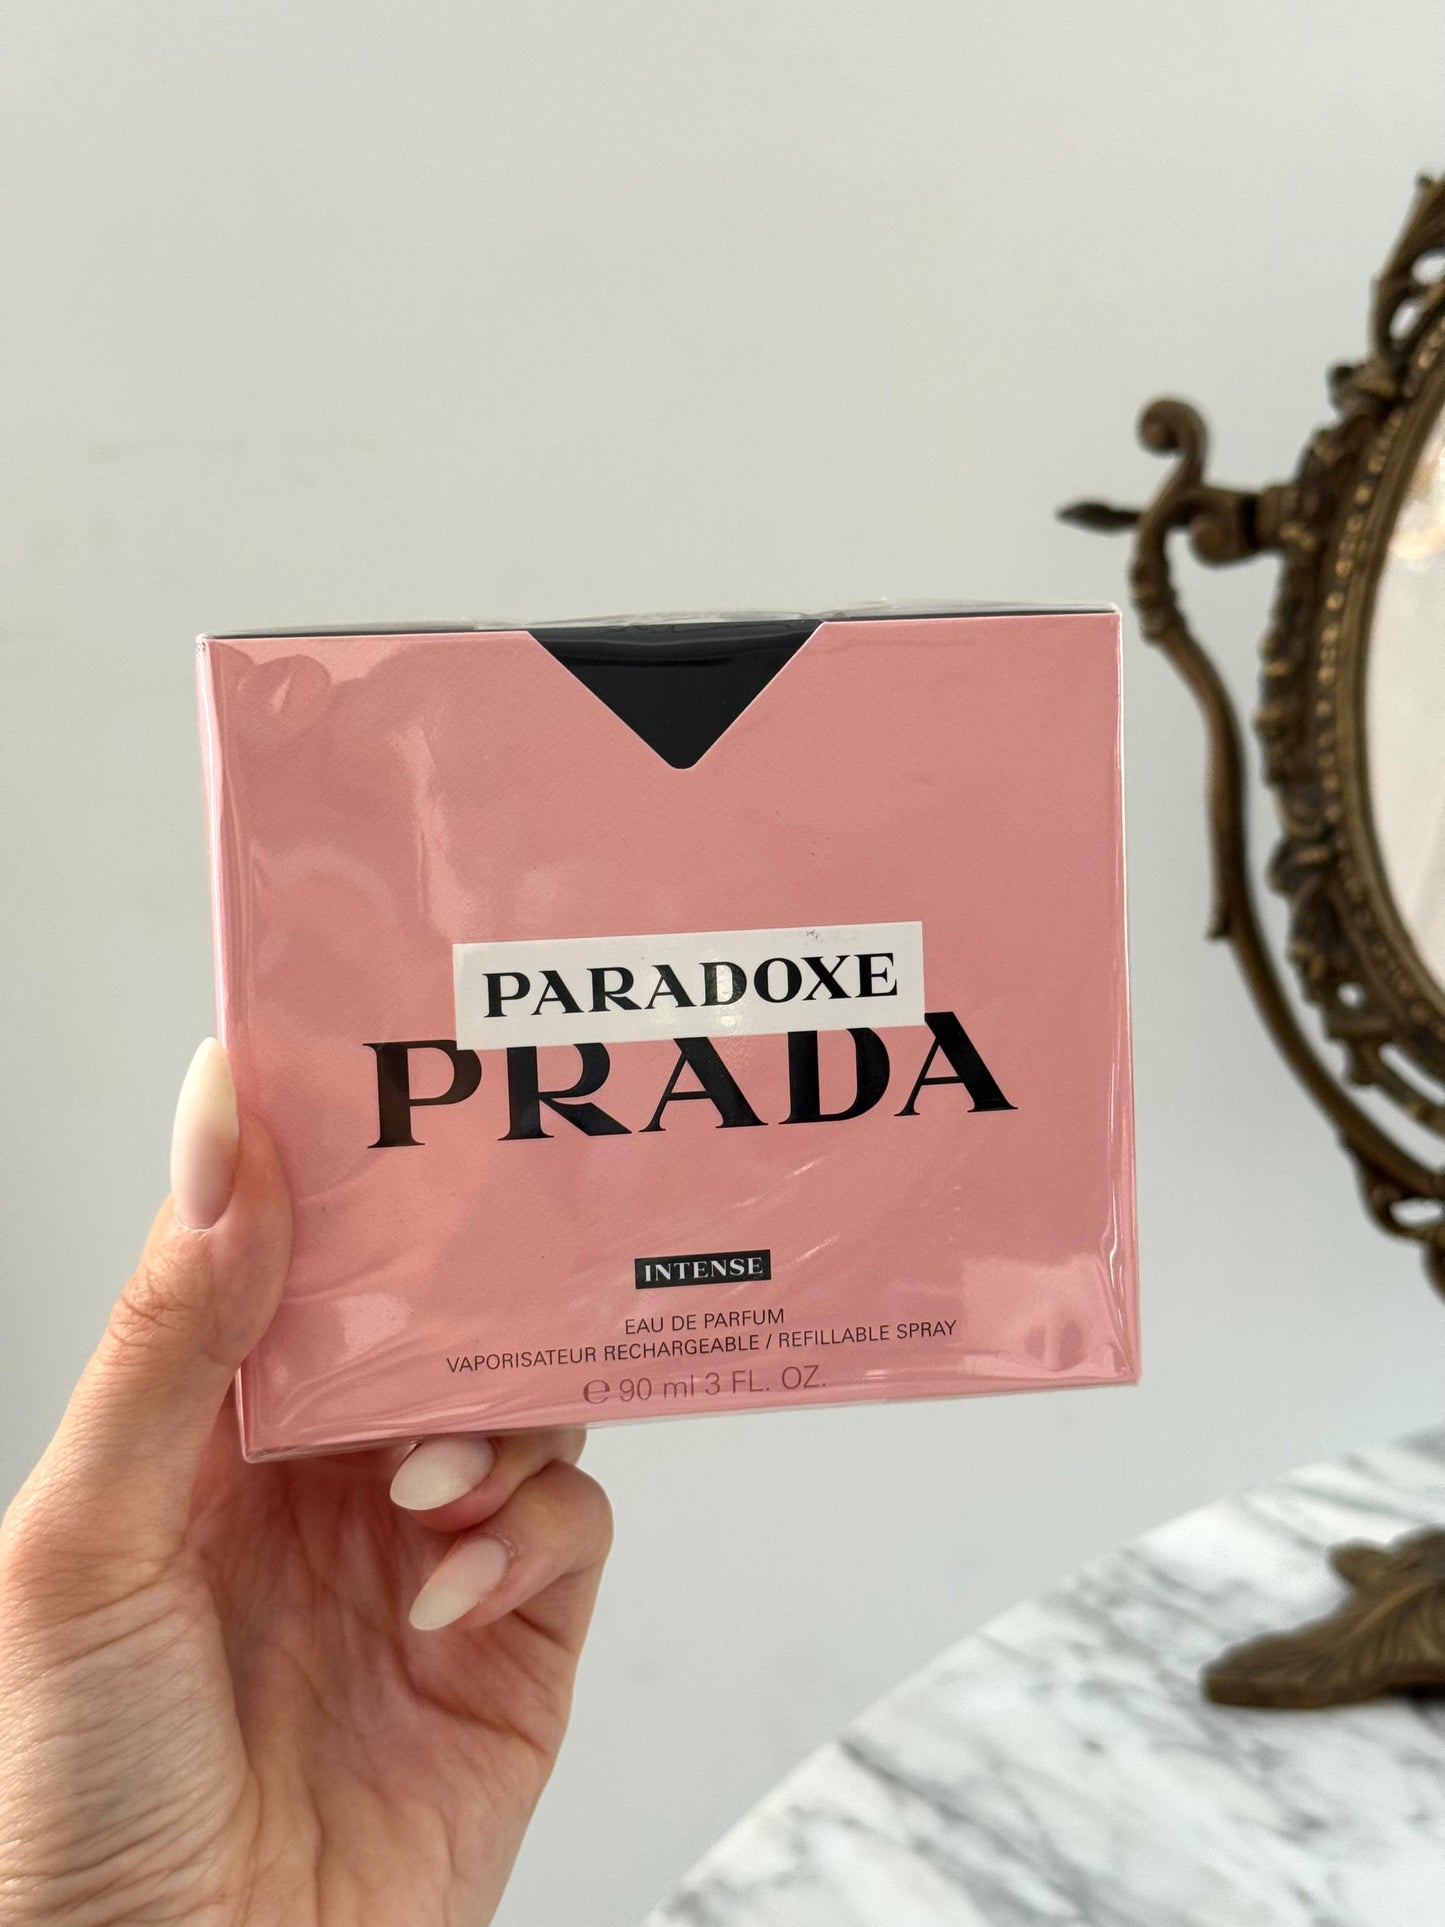 PARADOXE
PRADA
INTENSE
EAU DE PARFUM
VAPORISATEUR RECHARGEABLE / REFILLABLE SPRAY
℮ 90 ml 3 FL. OZ.